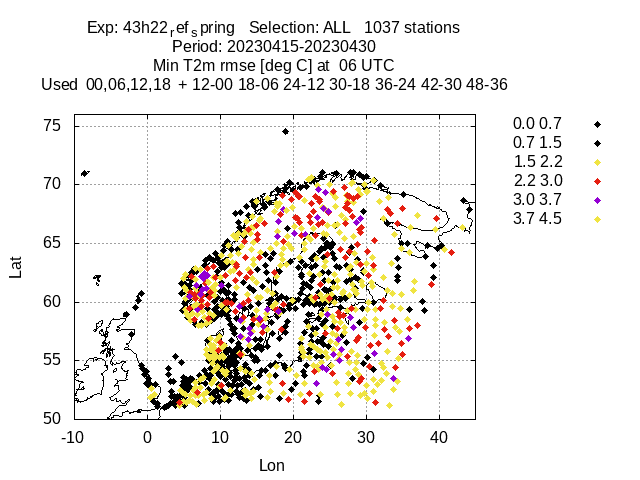 Exp: 43h22refspring Selection: ALL 1037 stations
Period: 20230415-20230430
Min T2m rmse [deg C] at 06 UTC
Used 00,06,12,18 + 12-00 18-06 24-12 30-18 36-24 42-30 48-36
0.0 0.7
0.7 1.5
1.5 2.2
2.2 3.0
3.0 3.7
3.7 4.5
75
70
65
60
55
50
Lat
-10 0 10 20 30 40
Lon